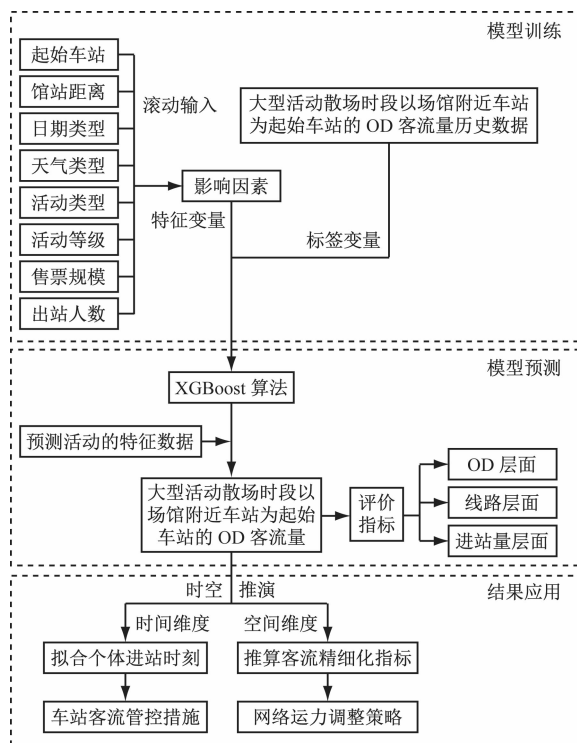 模型训练
起始车站
馆站距离
日期类型
天气类型
活动类型
活动等级
售票规模
出站人数
滚动输入
影响因素
特征变量
大型活动散场时段以场馆附近车站
为起始车站的 OD 客流量历史数据
标签变量
模型预测
XGBoost 算法
预测活动的特征数据
大型活动散场时段以
场馆附近车站为起始
车站的 OD 客流量
评价
指标
OD 层面
线路层面
进站量层面
结果应用
时空 推演
时间维度
空间维度
拟合个体进站时刻
推算客流精细化指标
车站客流管控措施
网络运力调整策略